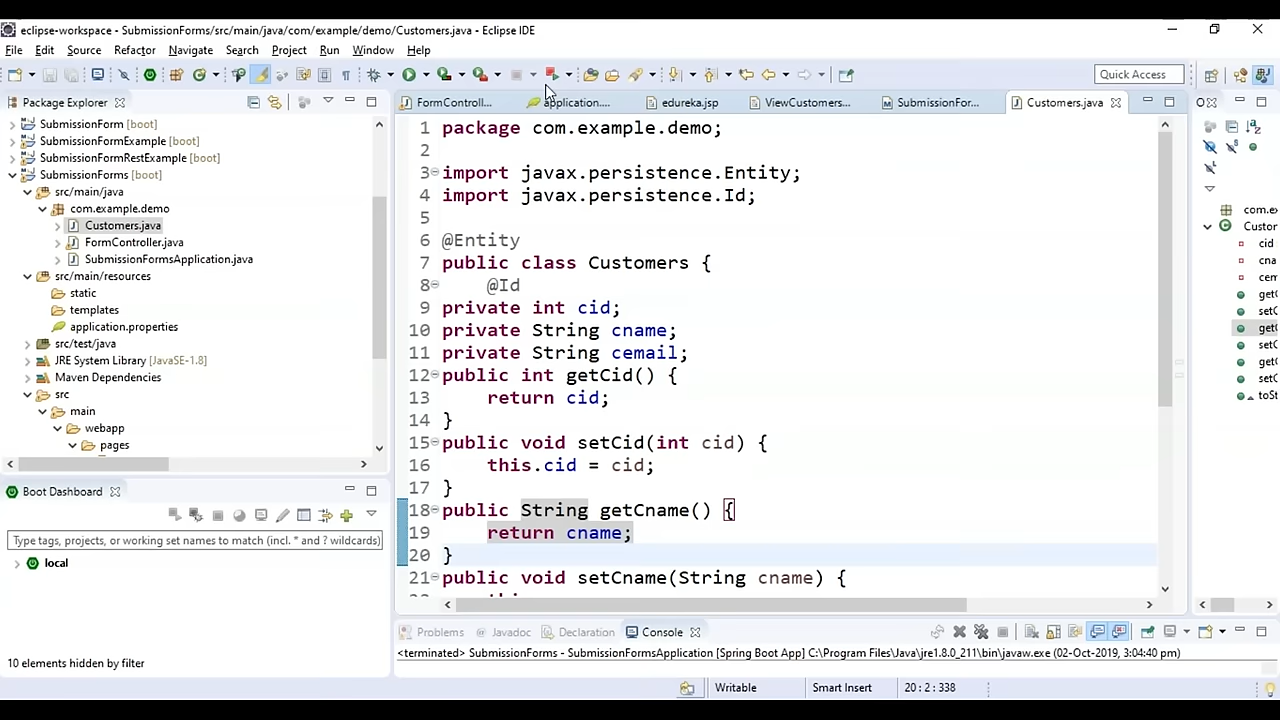 eclipse-workspace - SubmissionForms/src/main/java/com/example/demo/Customers.java - Eclipse IDE
File Edit Source Refactor Navigate Search Project Run Window Help
Quick Access
Package Explorer
FormControll...
application....
edureka.jsp
ViewCustomers...
SubmissionFor...
Customers.java
SubmissionForm [boot]
SubmissionFormExample [boot]
SubmissionFormRestExample [boot]
SubmissionForms [boot]
src/main/java
com.example.demo
Customers.java
FormController.java
SubmissionFormsApplication.java
src/main/resources
static
templates
application.properties
src/test/java
JRE System Library [JavaSE-1.8]
Maven Dependencies
src
main
webapp
pages
1 package com.example.demo;
2
3 import javax.persistence.Entity;
4 import javax.persistence.Id;
5
6 @Entity
7 public class Customers {
8 @Id
9 private int cid;
10 private String cname;
11 private String cemail;
12 public int getCid() {
13 return cid;
14 }
15 public void setCid(int cid) {
16 this.cid = cid;
17 }
18 public String getCname() {
19 return cname;
20 }
21 public void setCname(String cname) {
com.ex
Custor
cid
cna
cem
Boot Dashboard
Type tags, projects, or working set names to match (incl. * and ? wildcards)
local
10 elements hidden by filter
Problems Javadoc Declaration Console
<terminated> SubmissionForms - SubmissionFormsApplication [Spring Boot App] C:\Program Files\Java\jre1.8.0_211\bin\javaw.exe (02-Oct-2019, 3:04:40 pm)
Writable Smart Insert 20 : 2 : 338